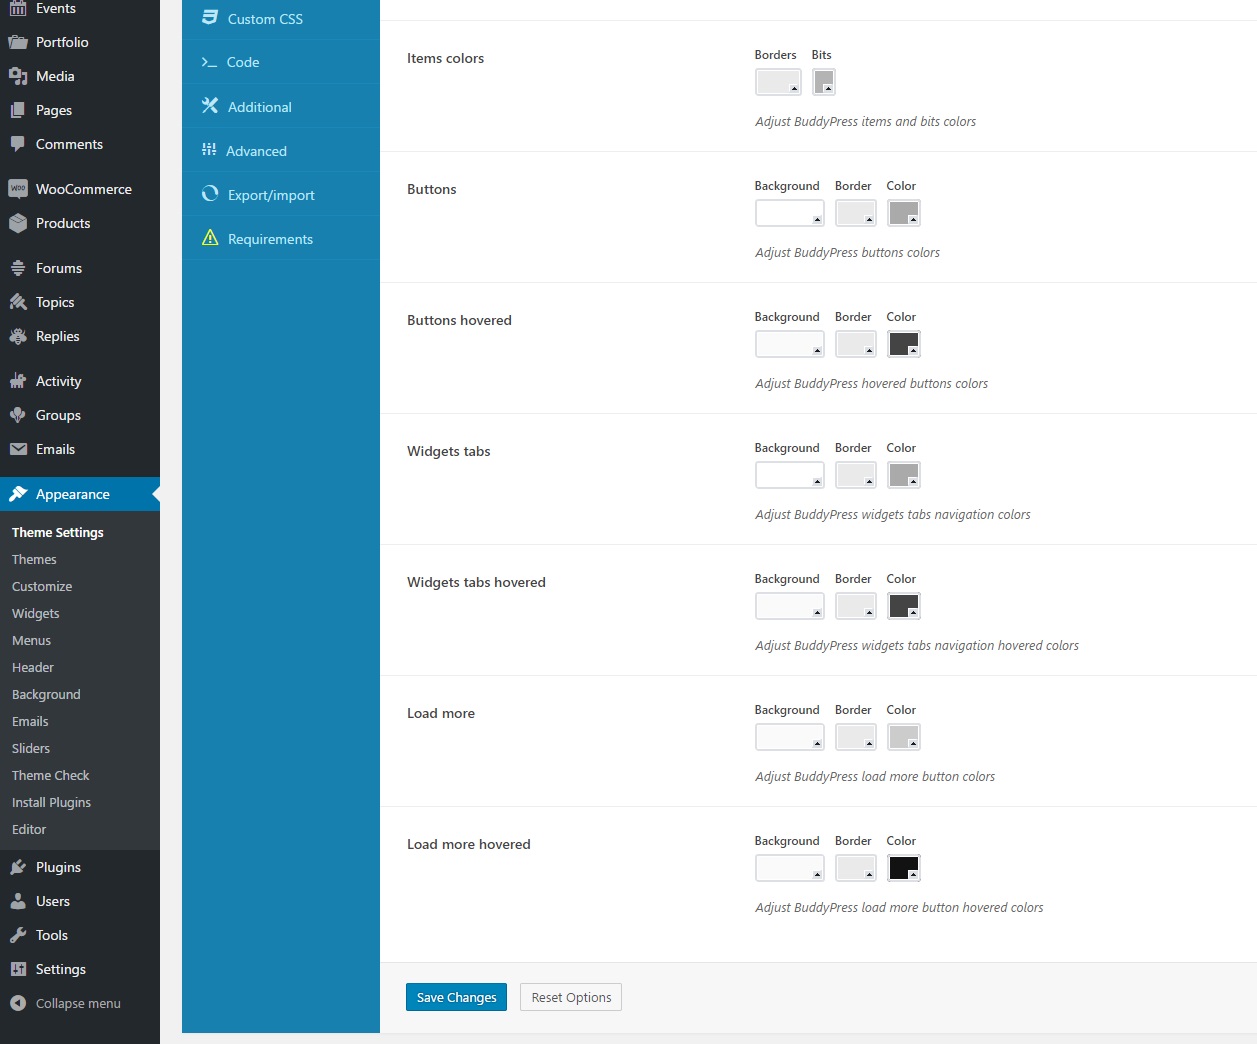 Events
Portfolio
Media
Pages
Comments
WOO
WooCommerce
Products
Forums
Topics
Replies
Activity
Groups
Emails
Appearance
Theme Settings
Themes
Customize
Widgets
Menus
Header
Background
Emails
Sliders
Theme Check
Install Plugins
Editor
Plugins
Users
Tools
Settings
Collapse menu
Custom CSS
Code
Additional
Advanced
Export/import
Requirements
Items colors
Borders Bits
Adjust BuddyPress items and bits colors
Buttons
Background Border Color
Adjust BuddyPress buttons colors
Buttons hovered
Background Border Color
Adjust BuddyPress hovered buttons colors
Widgets tabs
Background Border Color
Adjust BuddyPress widgets tabs navigation colors
Widgets tabs hovered
Background Border Color
Adjust BuddyPress widgets tabs navigation hovered colors
Load more
Background Border Color
Adjust BuddyPress load more button colors
Load more hovered
Background Border Color
Adjust BuddyPress load more button hovered colors
Save Changes Reset Options